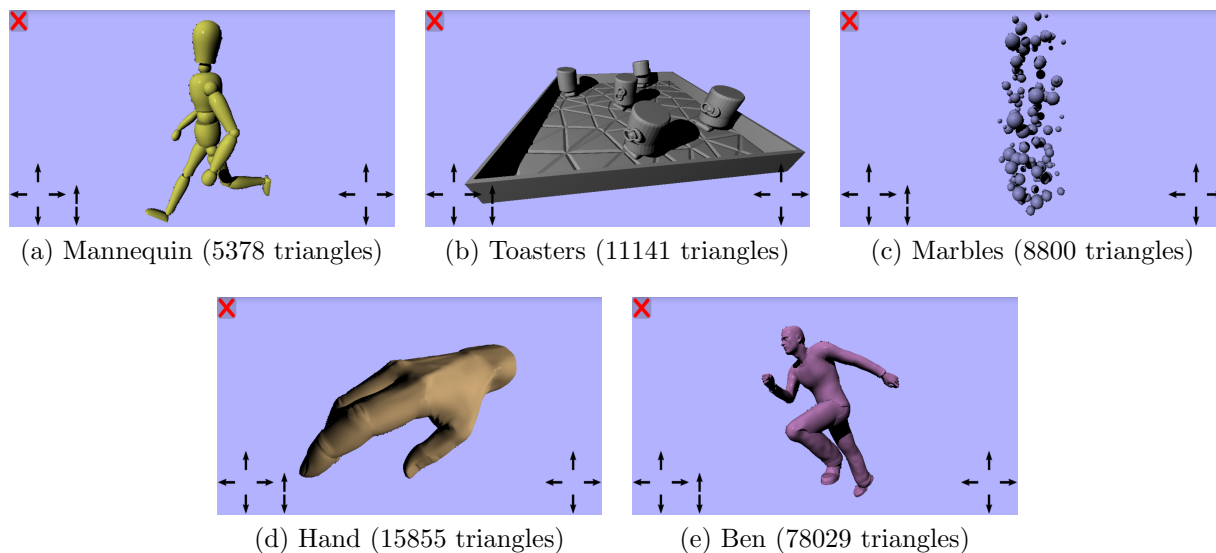 (a) Mannequin (5378 triangles)
(b) Toasters (11141 triangles)
(c) Marbles (8800 triangles)
(d) Hand (15855 triangles)
(e) Ben (78029 triangles)